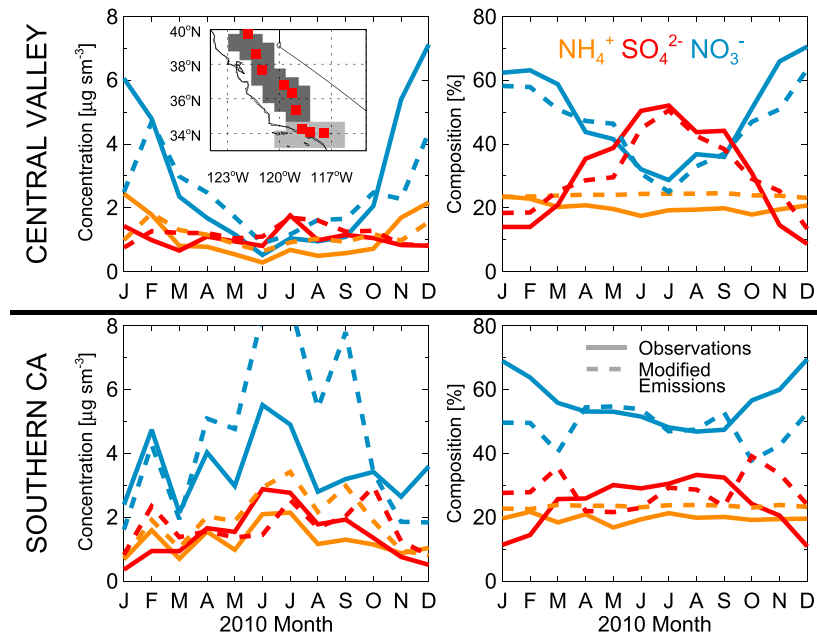 CENTRAL VALLEY
Concentration [µg sm⁻³]
8
6
4
2
0
J F M A M J J A S O N D
40°N
38°N
36°N
34°N
123°W 120°W 117°W
Composition [%]
80
60
40
20
0
NH₄⁺ SO₄²⁻ NO₃⁻
J F M A M J J A S O N D
SOUTHERN CA
Concentration [µg sm⁻³]
8
6
4
2
0
J F M A M J J A S O N D
2010 Month
Composition [%]
80
60
40
20
0
Observations
Modified
Emissions
J F M A M J J A S O N D
2010 Month